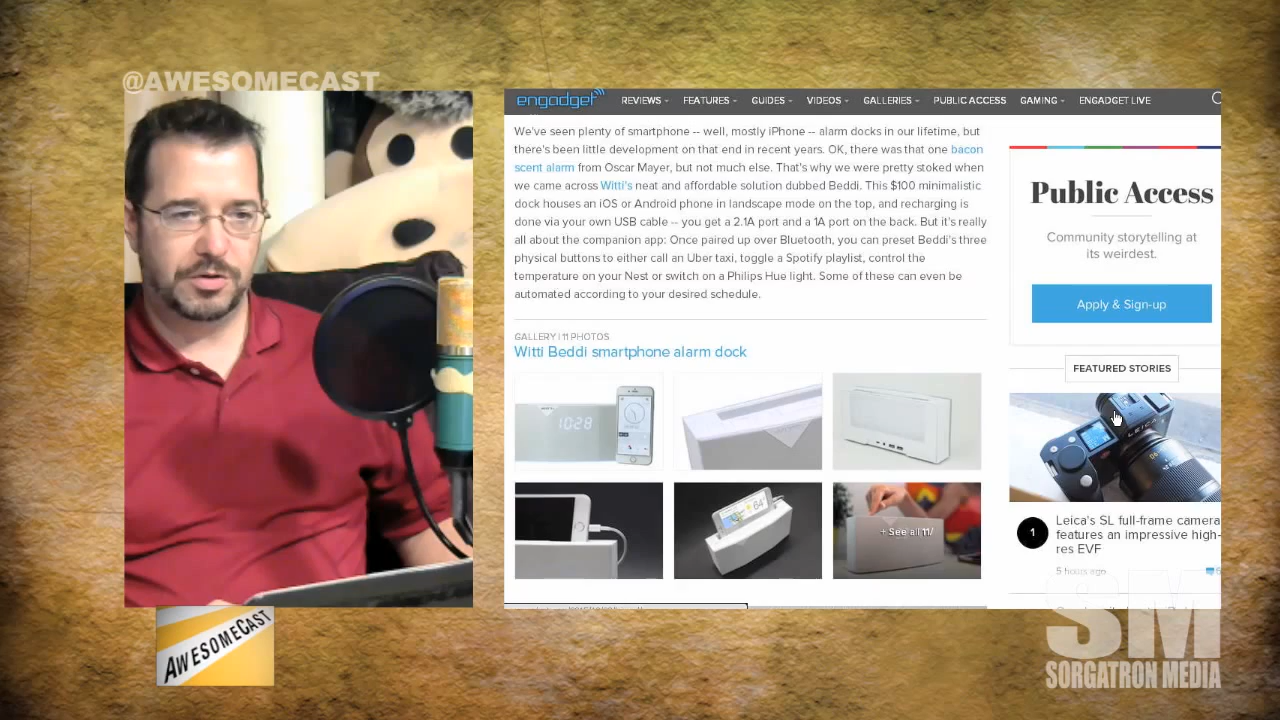 @AWESOMECAST
engadget
REVIEWS FEATURES GUIDES VIDEOS GALLERIES PUBLIC ACCESS GAMING ENGADGET LIVE
We've seen plenty of smartphone -- well, mostly iPhone -- alarm docks in our lifetime, but
there's been little development on that end in recent years. OK, there was that one bacon
scent alarm from Oscar Mayer, but not much else. That's why we were pretty stoked when
we came across Witti's neat and affordable solution dubbed Beddi. This $100 minimalistic
dock houses an iOS or Android phone in landscape mode on the top, and recharging is
done via your own USB cable -- you get a 2.1A port and a 1A port on the back. But it's really
all about the companion app: Once paired up over Bluetooth, you can preset Beddi's three
physical buttons to either call an Uber taxi, toggle a Spotify playlist, control the
temperature on your Nest or switch on a Philips Hue light. Some of these can even be
automated according to your desired schedule.
GALLERY | 11 PHOTOS
Witti Beddi smartphone alarm dock
10:28
64°
+ See all 11/
Public Access
Community storytelling at
its weirdest.
Apply & Sign-up
FEATURED STORIES
LEICA
1
Leica's SL full-frame camera
features an impressive high-
res EVF
5 hours ago
AWESOMECAST
SM
SORGATRON MEDIA